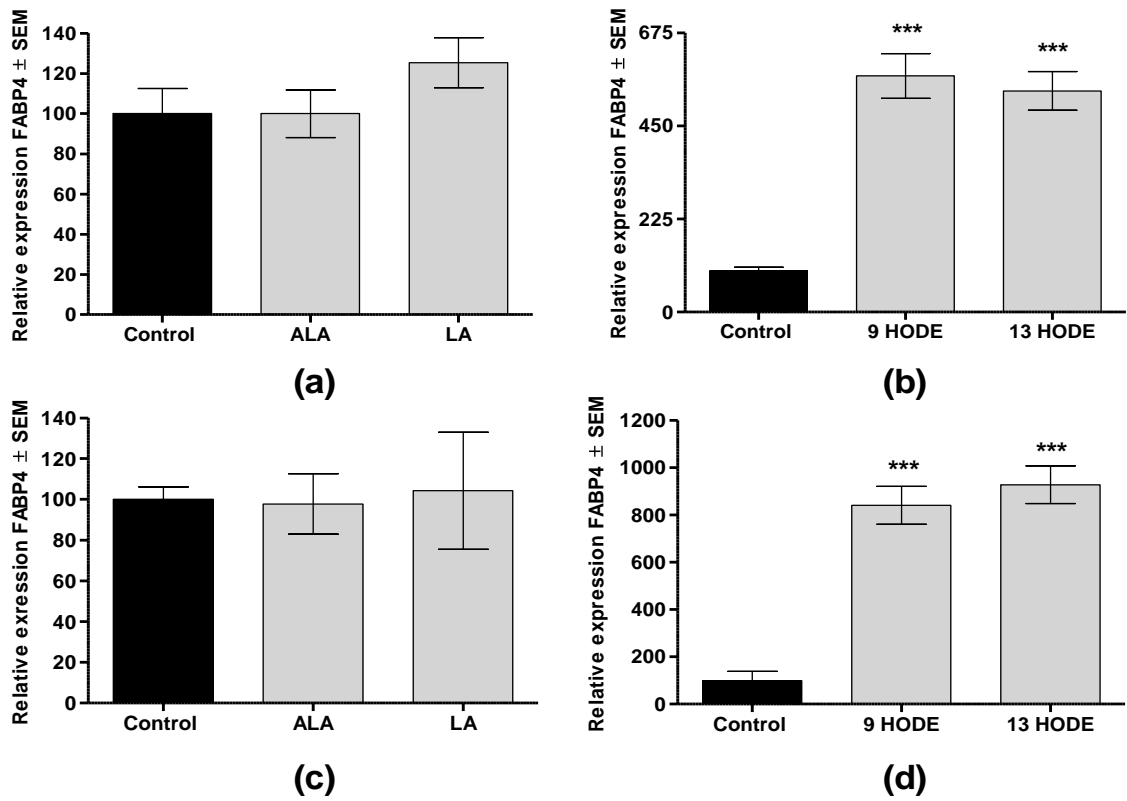 Relative expression FABP4 ± SEM
140
120
100
80
60
40
20
0
Control ALA LA
(a)
Relative expression FABP4 ± SEM
675
450
225
0
*** ***
Control 9 HODE 13 HODE
(b)
Relative exression FABP4 ± SEM
140
120
100
80
60
40
20
0
Control ALA LA
(c)
Relative expression FABP4 ± SEM
1200
1000
800
600
400
200
0
*** ***
Control 9 HODE 13 HODE
(d)